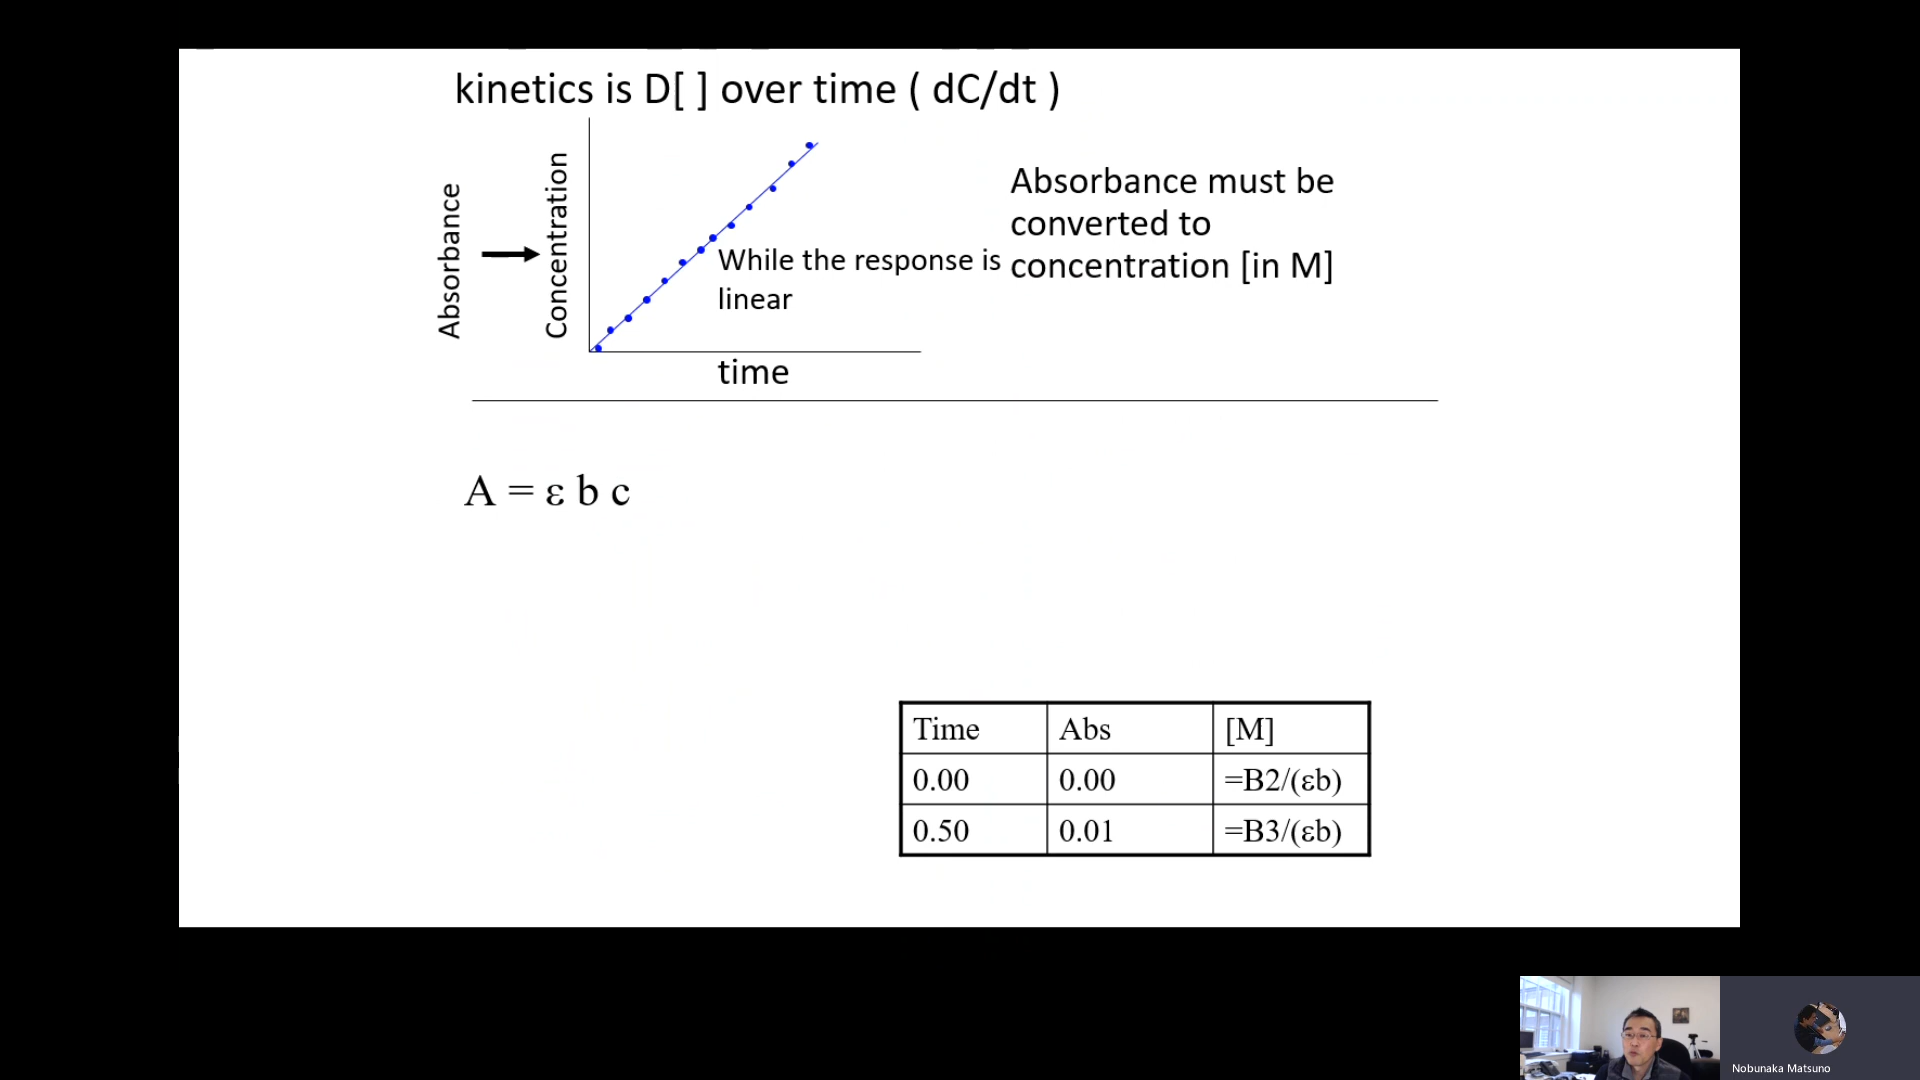 kinetics is D[ ] over time ( dC/dt )
Absorbance
Concentration
While the response is
linear
time
Absorbance must be
converted to
concentration [in M]
A = ε b c
Time Abs [M]
0.00 0.00 =B2/(εb)
0.50 0.01 =B3/(εb)
Nobunaka Matsuno